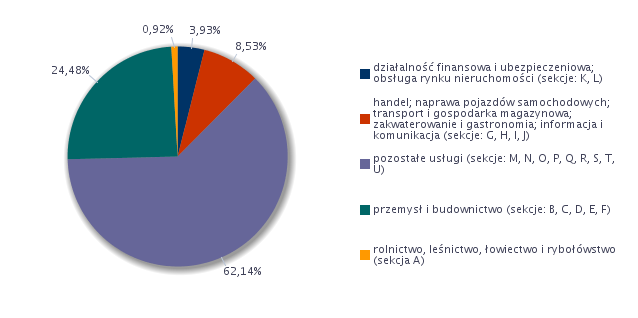 0,92%
3,93%
8,53%
24,48%
62,14%
działalność finansowa i ubezpieczeniowa;
obsługa rynku nieruchomości (sekcje: K, L)
handel; naprawa pojazdów samochodowych;
transport i gospodarka magazynowa;
zakwaterowanie i gastronomia; informacja i
komunikacja (sekcje: G, H, I, J)
pozostałe usługi (sekcje: M, N, O, P, Q, R, S, T,
U)
przemysł i budownictwo (sekcje: B, C, D, E, F)
rolnictwo, leśnictwo, łowiectwo i rybołówstwo
(sekcja A)